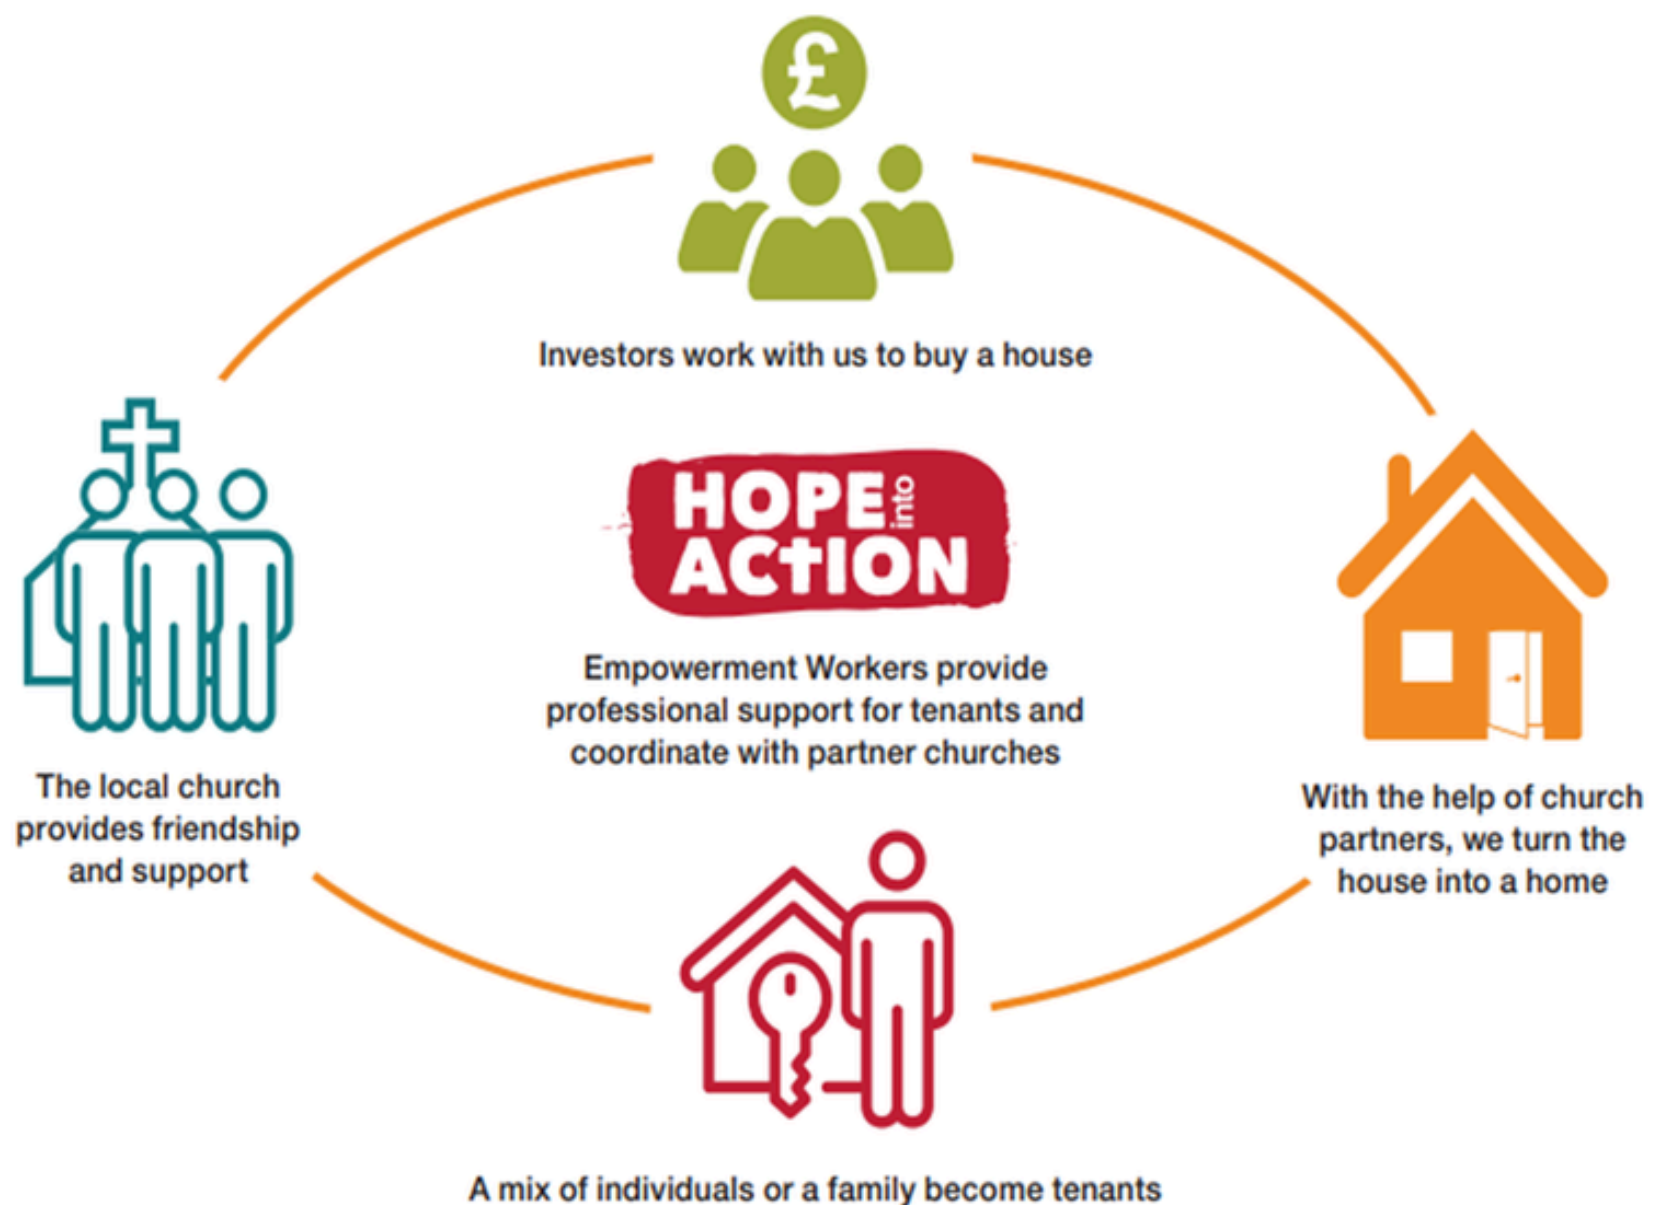 £
Investors work with us to buy a house
HOPE into
ACTION
Empowerment Workers provide
professional support for tenants and
coordinate with partner churches
The local church
provides friendship
and support
With the help of church
partners, we turn the
house into a home
A mix of individuals or a family become tenants